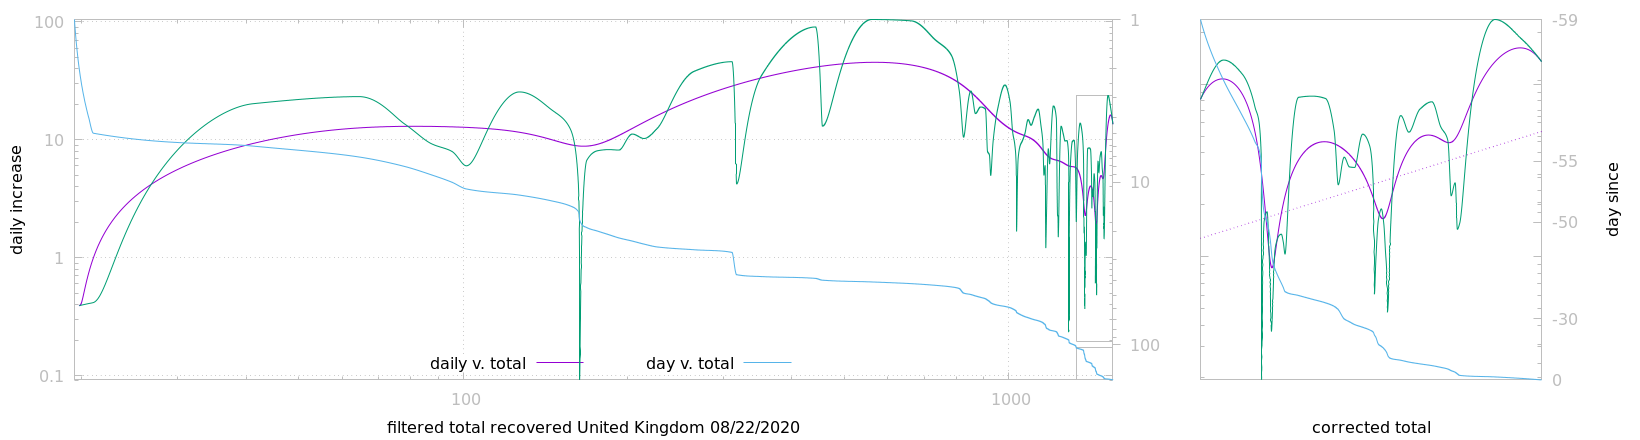 100
10
1
0.1
daily increase
daily v. total
day v. total
100
1000
filtered total recovered United Kingdom 08/22/2020
1
10
100
-59
-55
-50
-30
0
day since
corrected total